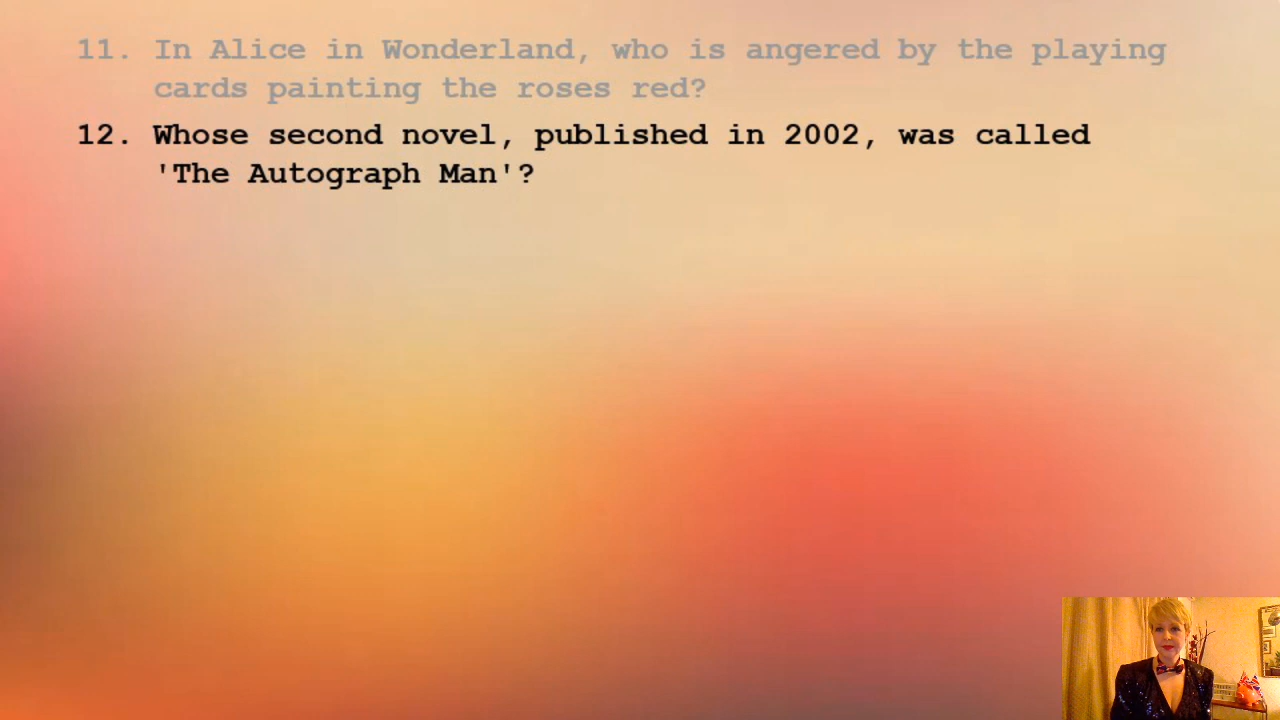 11. In Alice in Wonderland, who is angered by the playing
cards painting the roses red?
12. Whose second novel, published in 2002, was called
'The Autograph Man'?